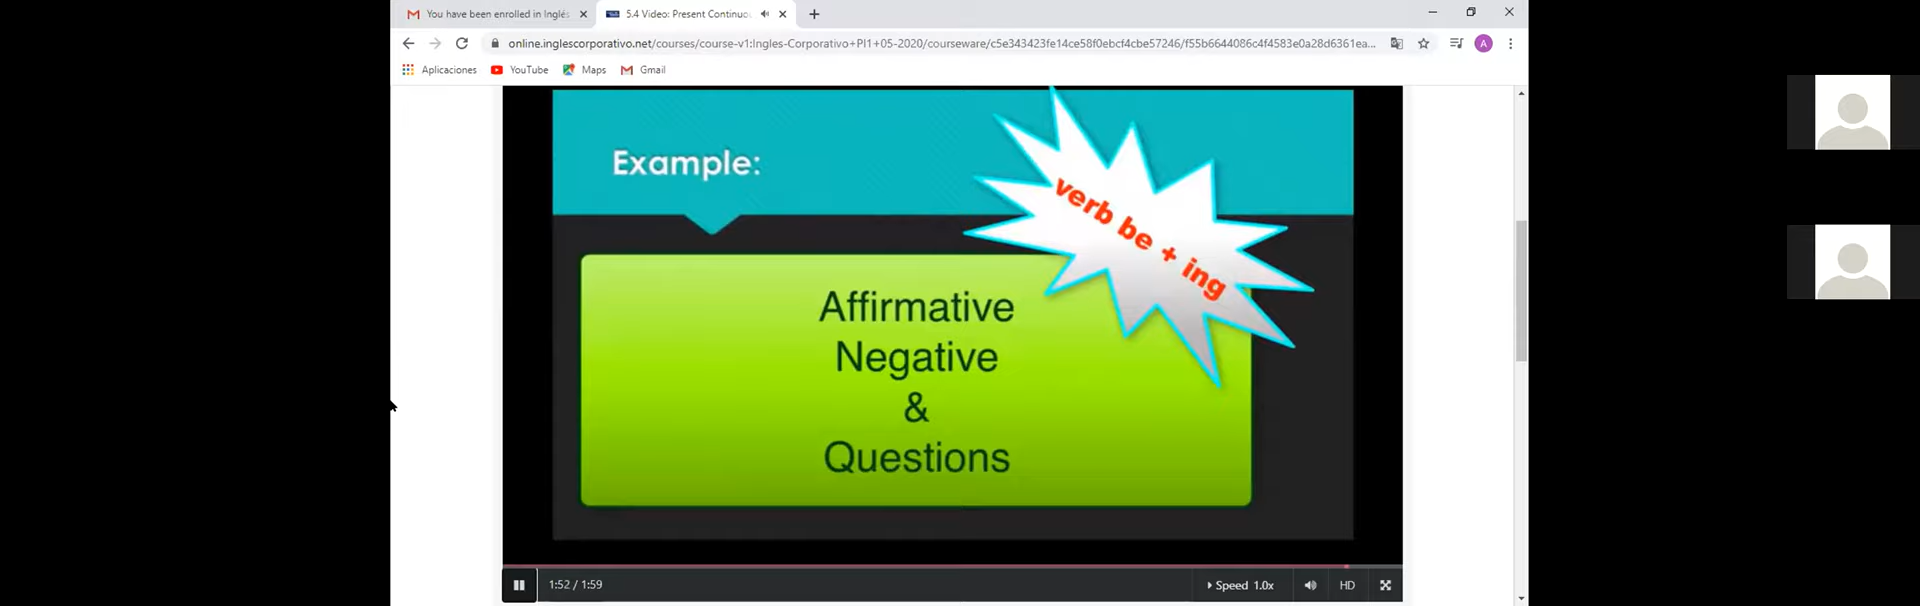 You have been enrolled in Inglés
5.4 Video: Present Continuo
online.inglescorporativo.net/courses/course-v1:Ingles-Corporativo+PI1+05-2020/courseware/c5e343423fe14ce58f0ebcf4cbe57246/f55b6644086c4f4583e0a28d6361ea...
A
Aplicaciones
YouTube
Maps
Gmail
Example:
verb be + ing
Affirmative
Negative
&
Questions
1:52 / 1:59
Speed 1.0x
HD